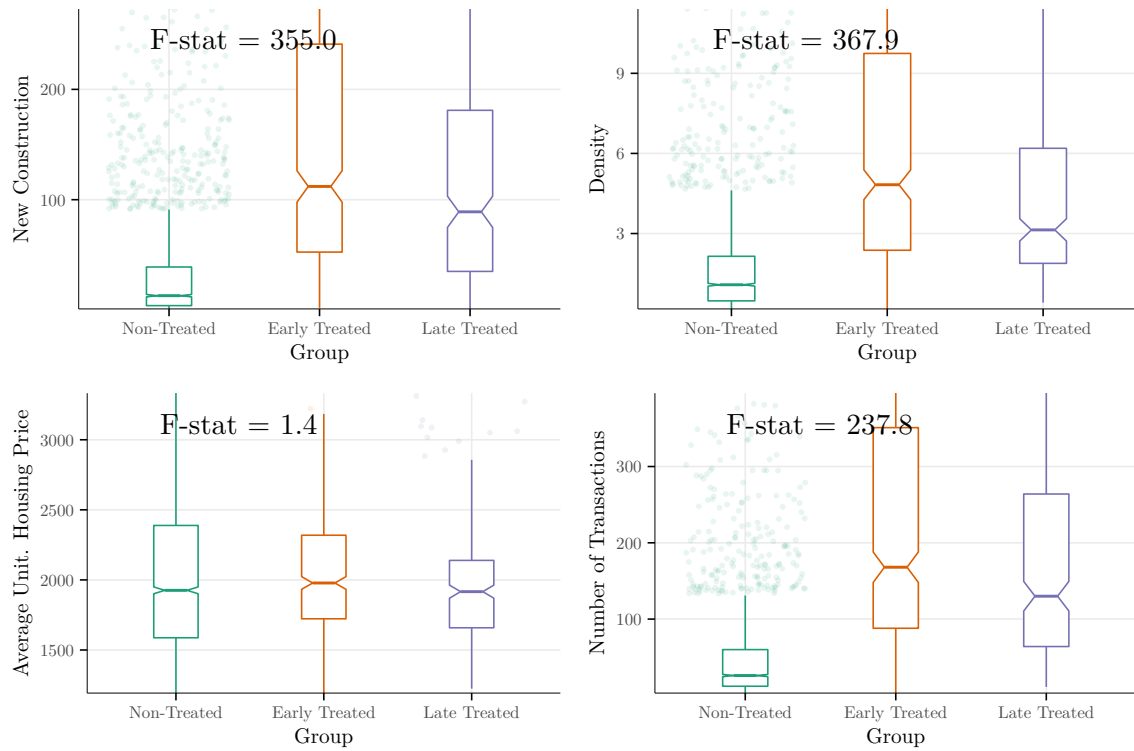 F-stat = 355.0
New Construction
200
100
Non-Treated Early Treated Late Treated
Group
F-stat = 367.9
Density
9
6
3
Non-Treated Early Treated Late Treated
Group
F-stat = 1.4
Average Unit. Housing Price
3000
2500
2000
1500
Non-Treated Early Treated Late Treated
Group
F-stat = 237.8
Number of Transactions
300
200
100
Non-Treated Early Treated Late Treated
Group